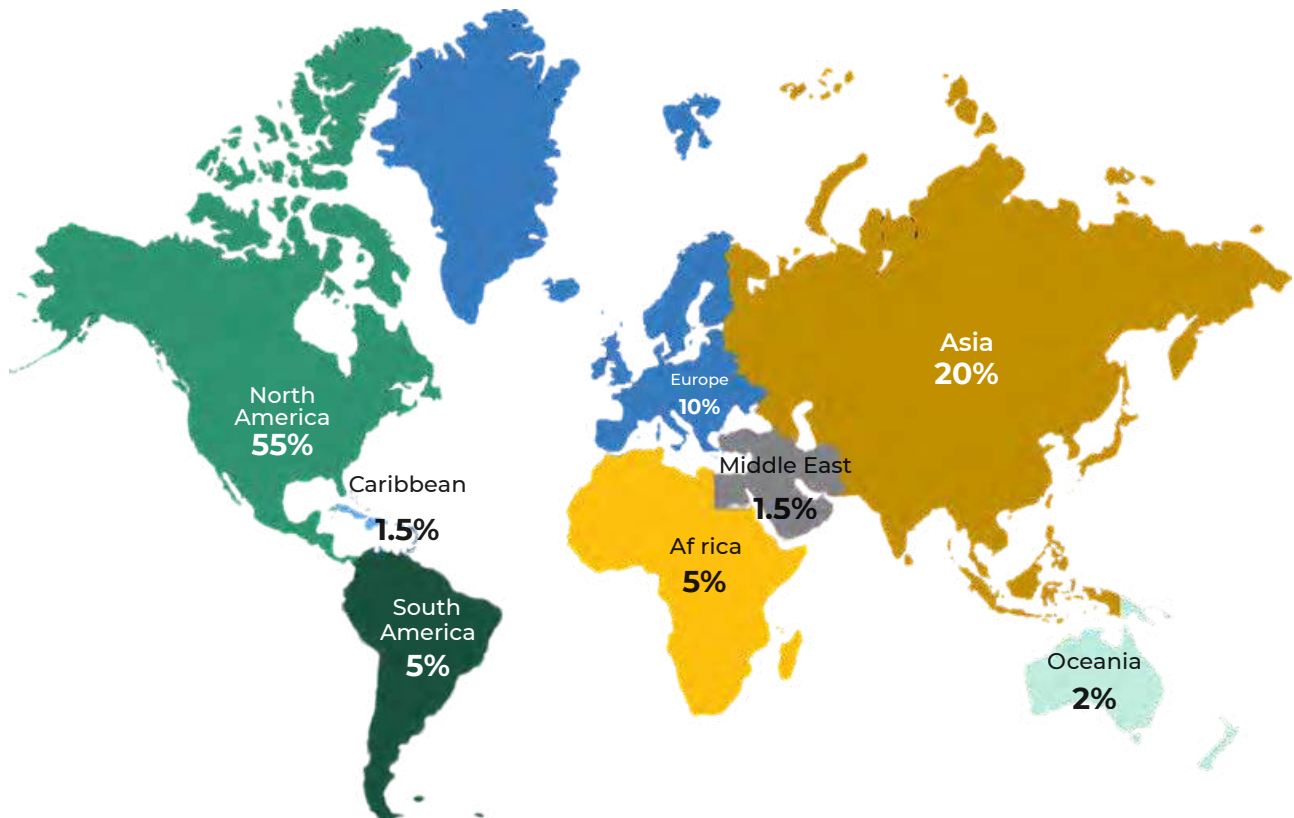 North
America
55%
Caribbean
1.5%
South
America
5%
Europe
10%
Middle East
1.5%
Af rica
5%
Asia
20%
Oceania
2%